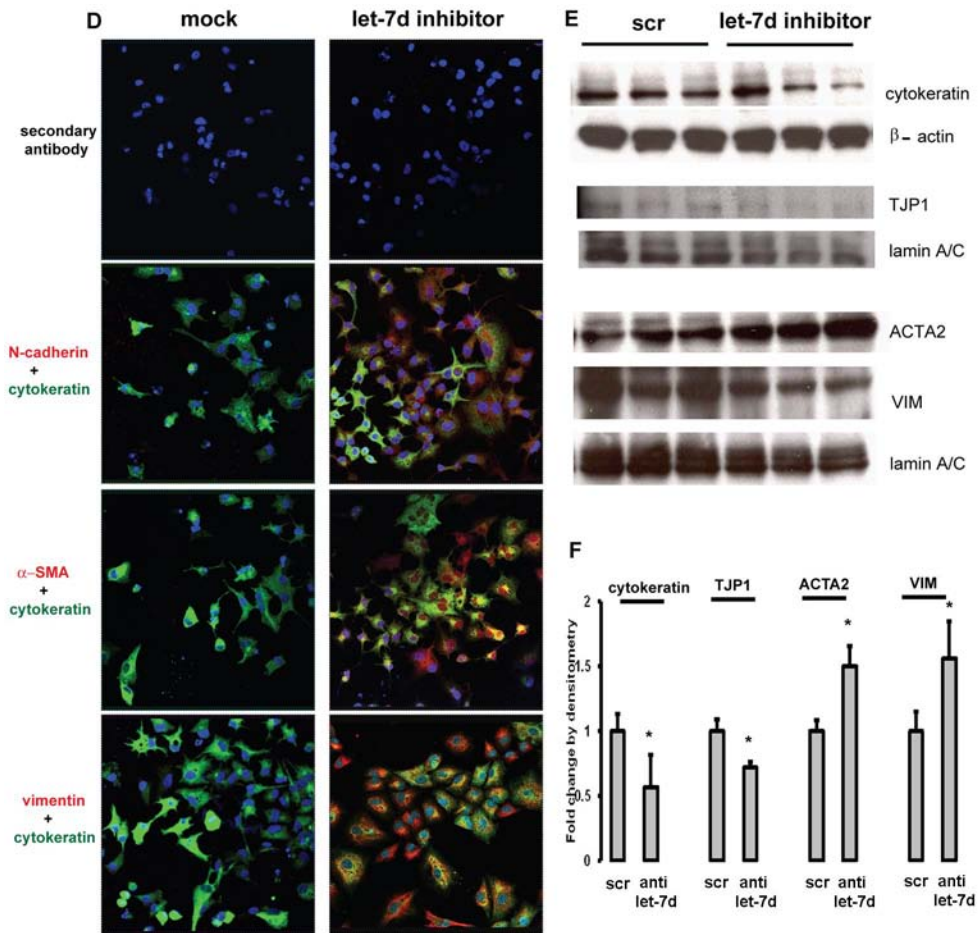 D
mock
let-7d inhibitor
secondary
antibody
N-cadherin
+
cytokeratin
α–SMA
+
cytokeratin
vimentin
+
cytokeratin
E
scr
let-7d inhibitor
cytokeratin
β– actin
TJP1
lamin A/C
ACTA2
VIM
lamin A/C
F
cytokeratin
TJP1
ACTA2
VIM
Fold change by densitometry
2
1.5
1
0.5
0
*
*
*
*
scr
anti
let-7d
scr
anti
let-7d
scr
anti
let-7d
scr
anti
let-7d